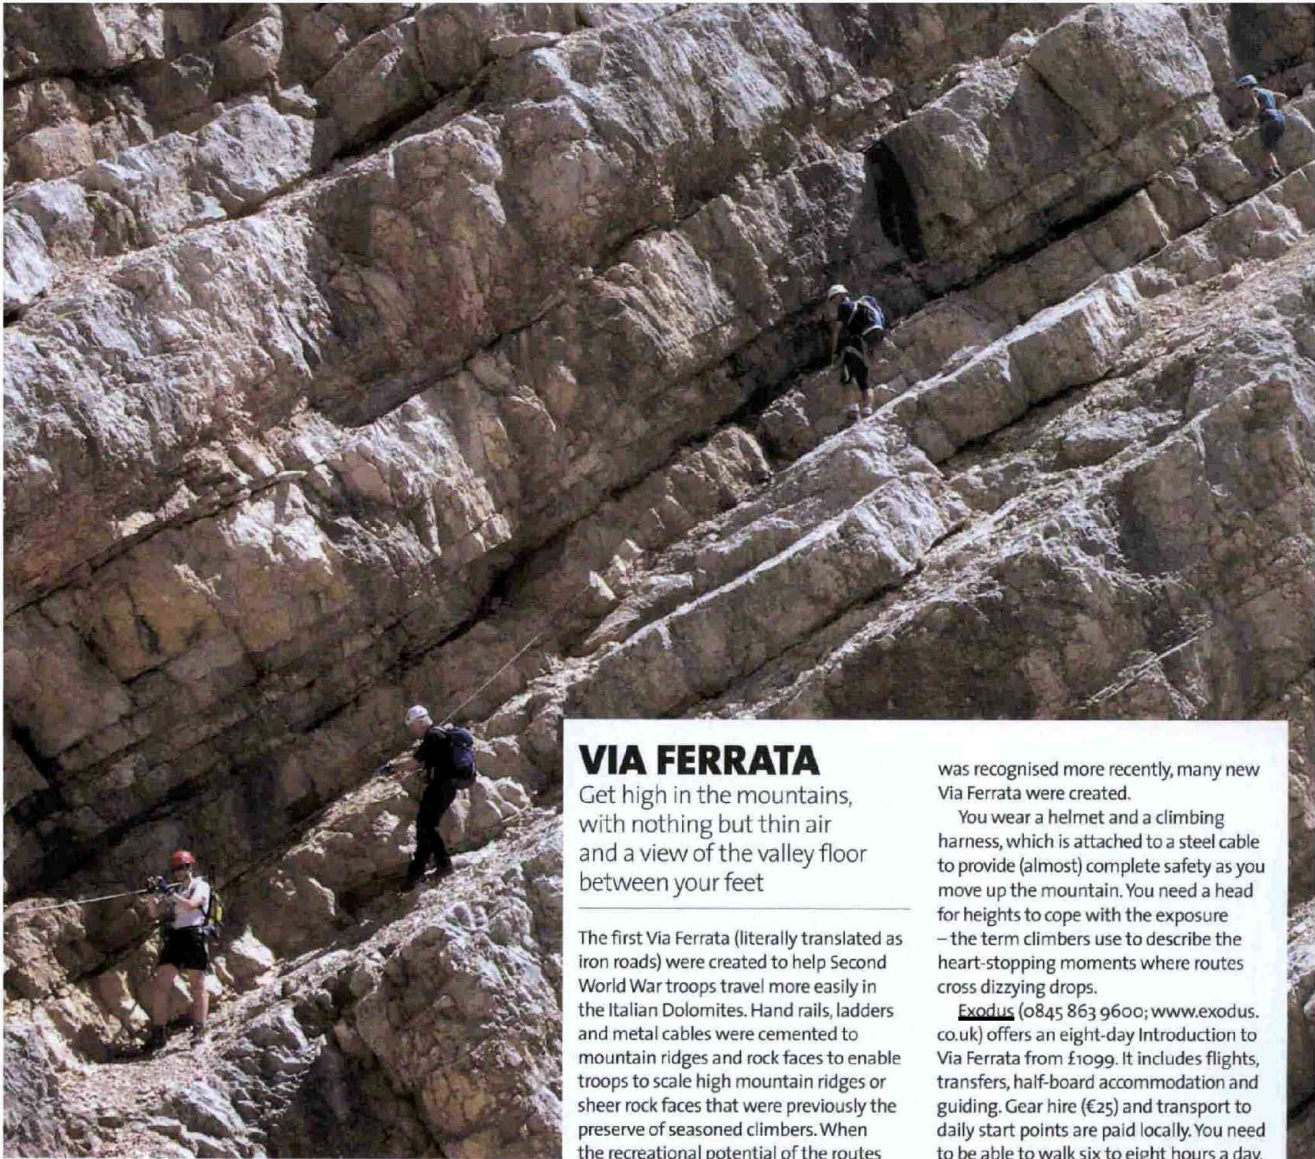 VIA FERRATA
Get high in the mountains,
with nothing but thin air
and a view of the valley floor
between your feet
The first Via Ferrata (literally translated as
iron roads) were created to help Second
World War troops travel more easily in
the Italian Dolomites. Hand rails, ladders
and metal cables were cemented to
mountain ridges and rock faces to enable
troops to scale high mountain ridges or
sheer rock faces that were previously the
preserve of seasoned climbers. When
the recreational potential of the routes
was recognised more recently, many new
Via Ferrata were created.
You wear a helmet and a climbing
harness, which is attached to a steel cable
to provide (almost) complete safety as you
move up the mountain. You need a head
for heights to cope with the exposure
– the term climbers use to describe the
heart-stopping moments where routes
cross dizzying drops.
Exodus (0845 863 9600; www.exodus.
co.uk) offers an eight-day Introduction to
Via Ferrata from £1099. It includes flights,
transfers, half-board accommodation and
guiding. Gear hire (€25) and transport to
daily start points are paid locally. You need
to be able to walk six to eight hours a day.